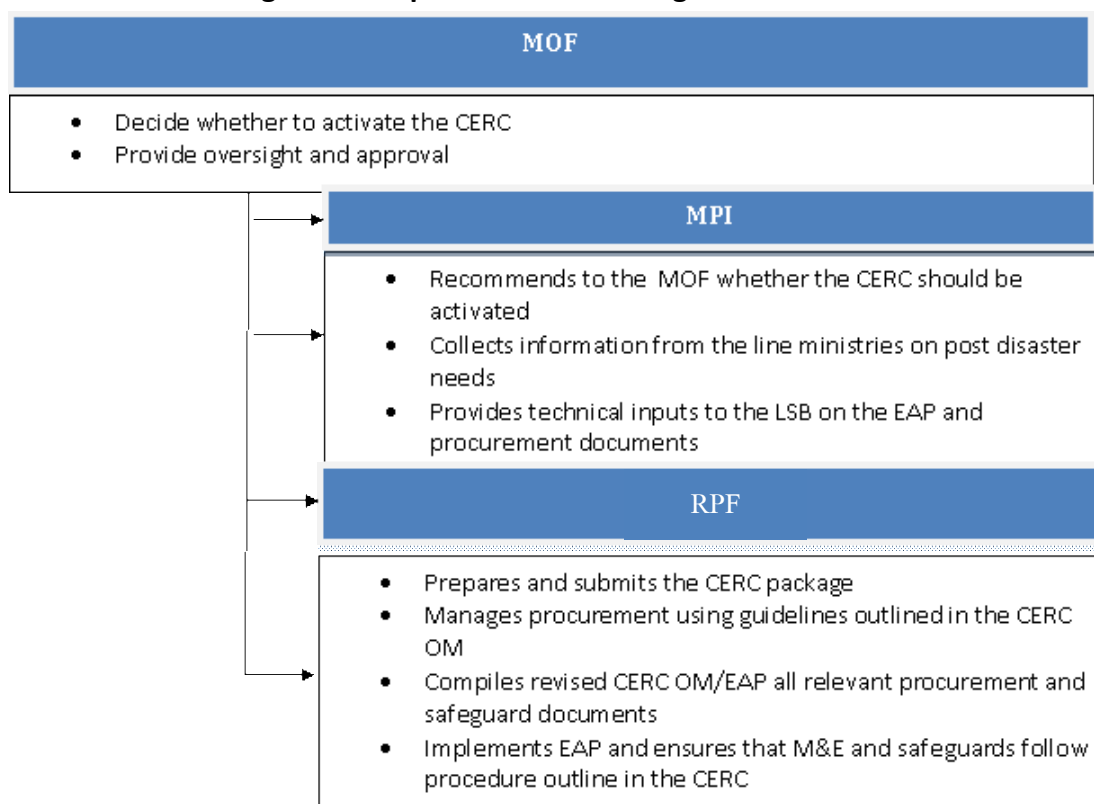 MOF
• Decide whether to activate the CERC
• Provide oversight and approval
MPI
• Recommends to the MOF whether the CERC should be
activated
• Collects information from the line ministries on post disaster
needs
• Provides technical inputs to the LSB on the EAP and
procurement documents
RPF
• Prepares and submits the CERC package
• Manages procurement using guidelines outlined in the CERC
OM
• Compiles revised CERC OM/EAP all relevant procurement and
safeguard documents
• Implements EAP and ensures that M&E and safeguards follow
procedure outline in the CERC